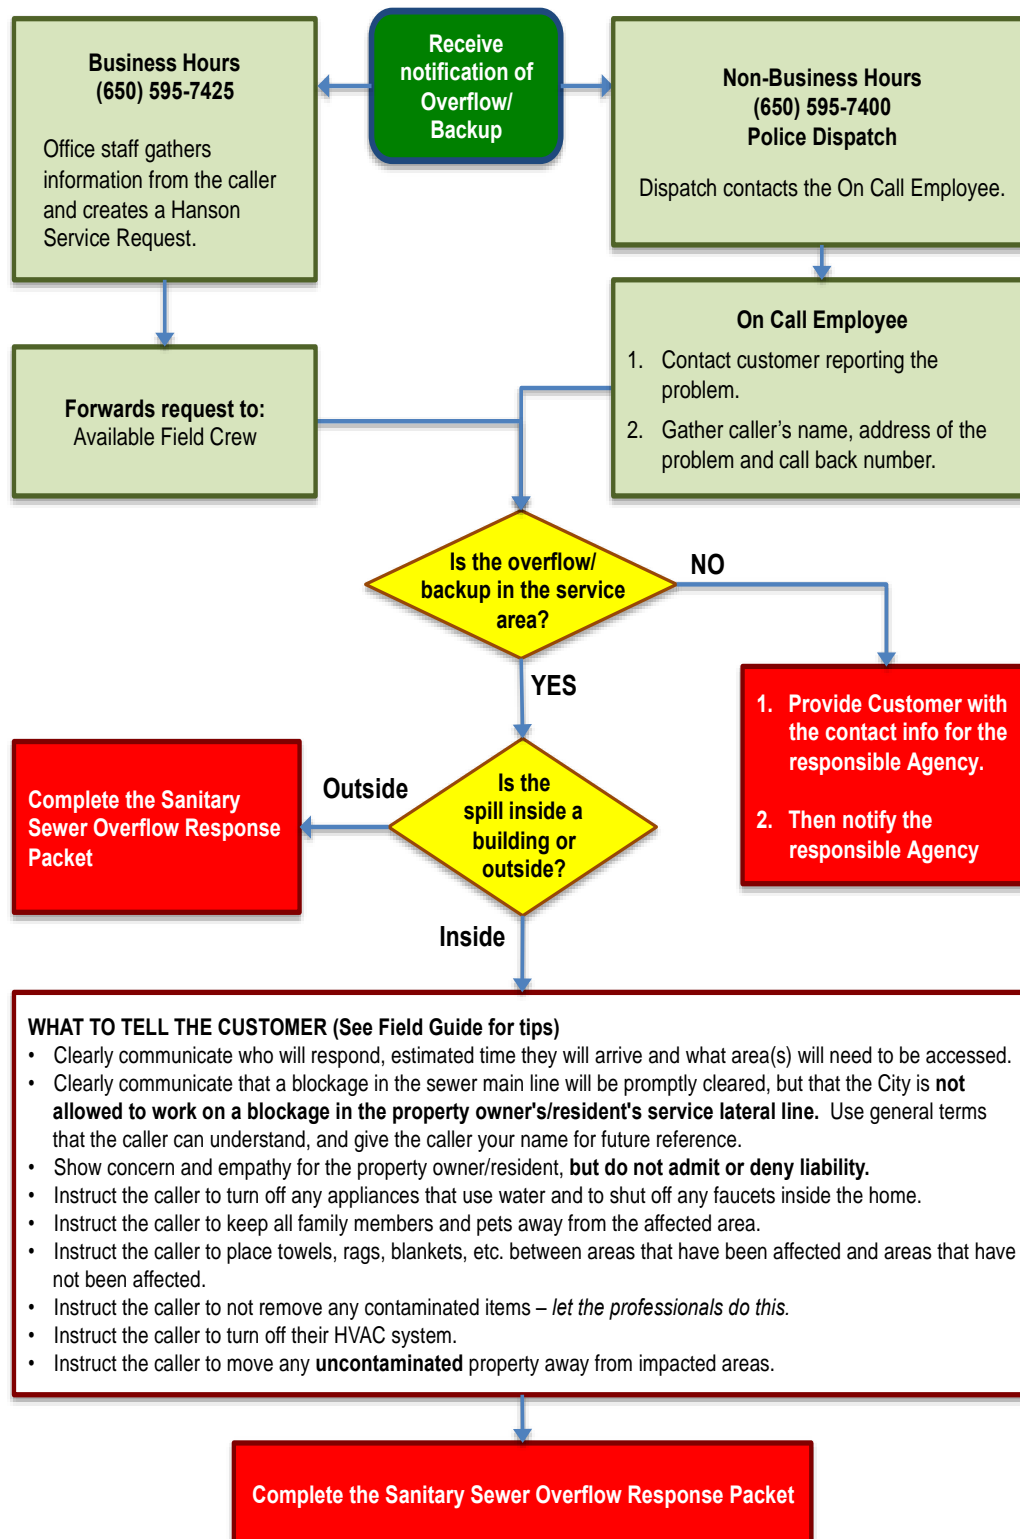 Receive
notification of
Overflow/
Backup
Business Hours
(650) 595-7425
Office staff gathers
information from the caller
and creates a Hanson
Service Request.
Non-Business Hours
(650) 595-7400
Police Dispatch
Dispatch contacts the On Call Employee.
Forwards request to:
Available Field Crew
On Call Employee
1. Contact customer reporting the
problem.
2. Gather caller's name, address of the
problem and call back number.
Is the overflow/
backup in the service
area?
NO
YES
1. Provide Customer with
the contact info for the
responsible Agency.
2. Then notify the
responsible Agency
Is the
spill inside a
building or
outside?
Outside
Complete the Sanitary
Sewer Overflow Response
Packet
Inside
WHAT TO TELL THE CUSTOMER (See Field Guide for tips)
• Clearly communicate who will respond, estimated time they will arrive and what area(s) will need to be accessed.
• Clearly communicate that a blockage in the sewer main line will be promptly cleared, but that the City is not
allowed to work on a blockage in the property owner's/resident's service lateral line. Use general terms
that the caller can understand, and give the caller your name for future reference.
• Show concern and empathy for the property owner/resident, but do not admit or deny liability.
• Instruct the caller to turn off any appliances that use water and to shut off any faucets inside the home.
• Instruct the caller to keep all family members and pets away from the affected area.
• Instruct the caller to place towels, rags, blankets, etc. between areas that have been affected and areas that have
not been affected.
• Instruct the caller to not remove any contaminated items – let the professionals do this.
• Instruct the caller to turn off their HVAC system.
• Instruct the caller to move any uncontaminated property away from impacted areas.
Complete the Sanitary Sewer Overflow Response Packet